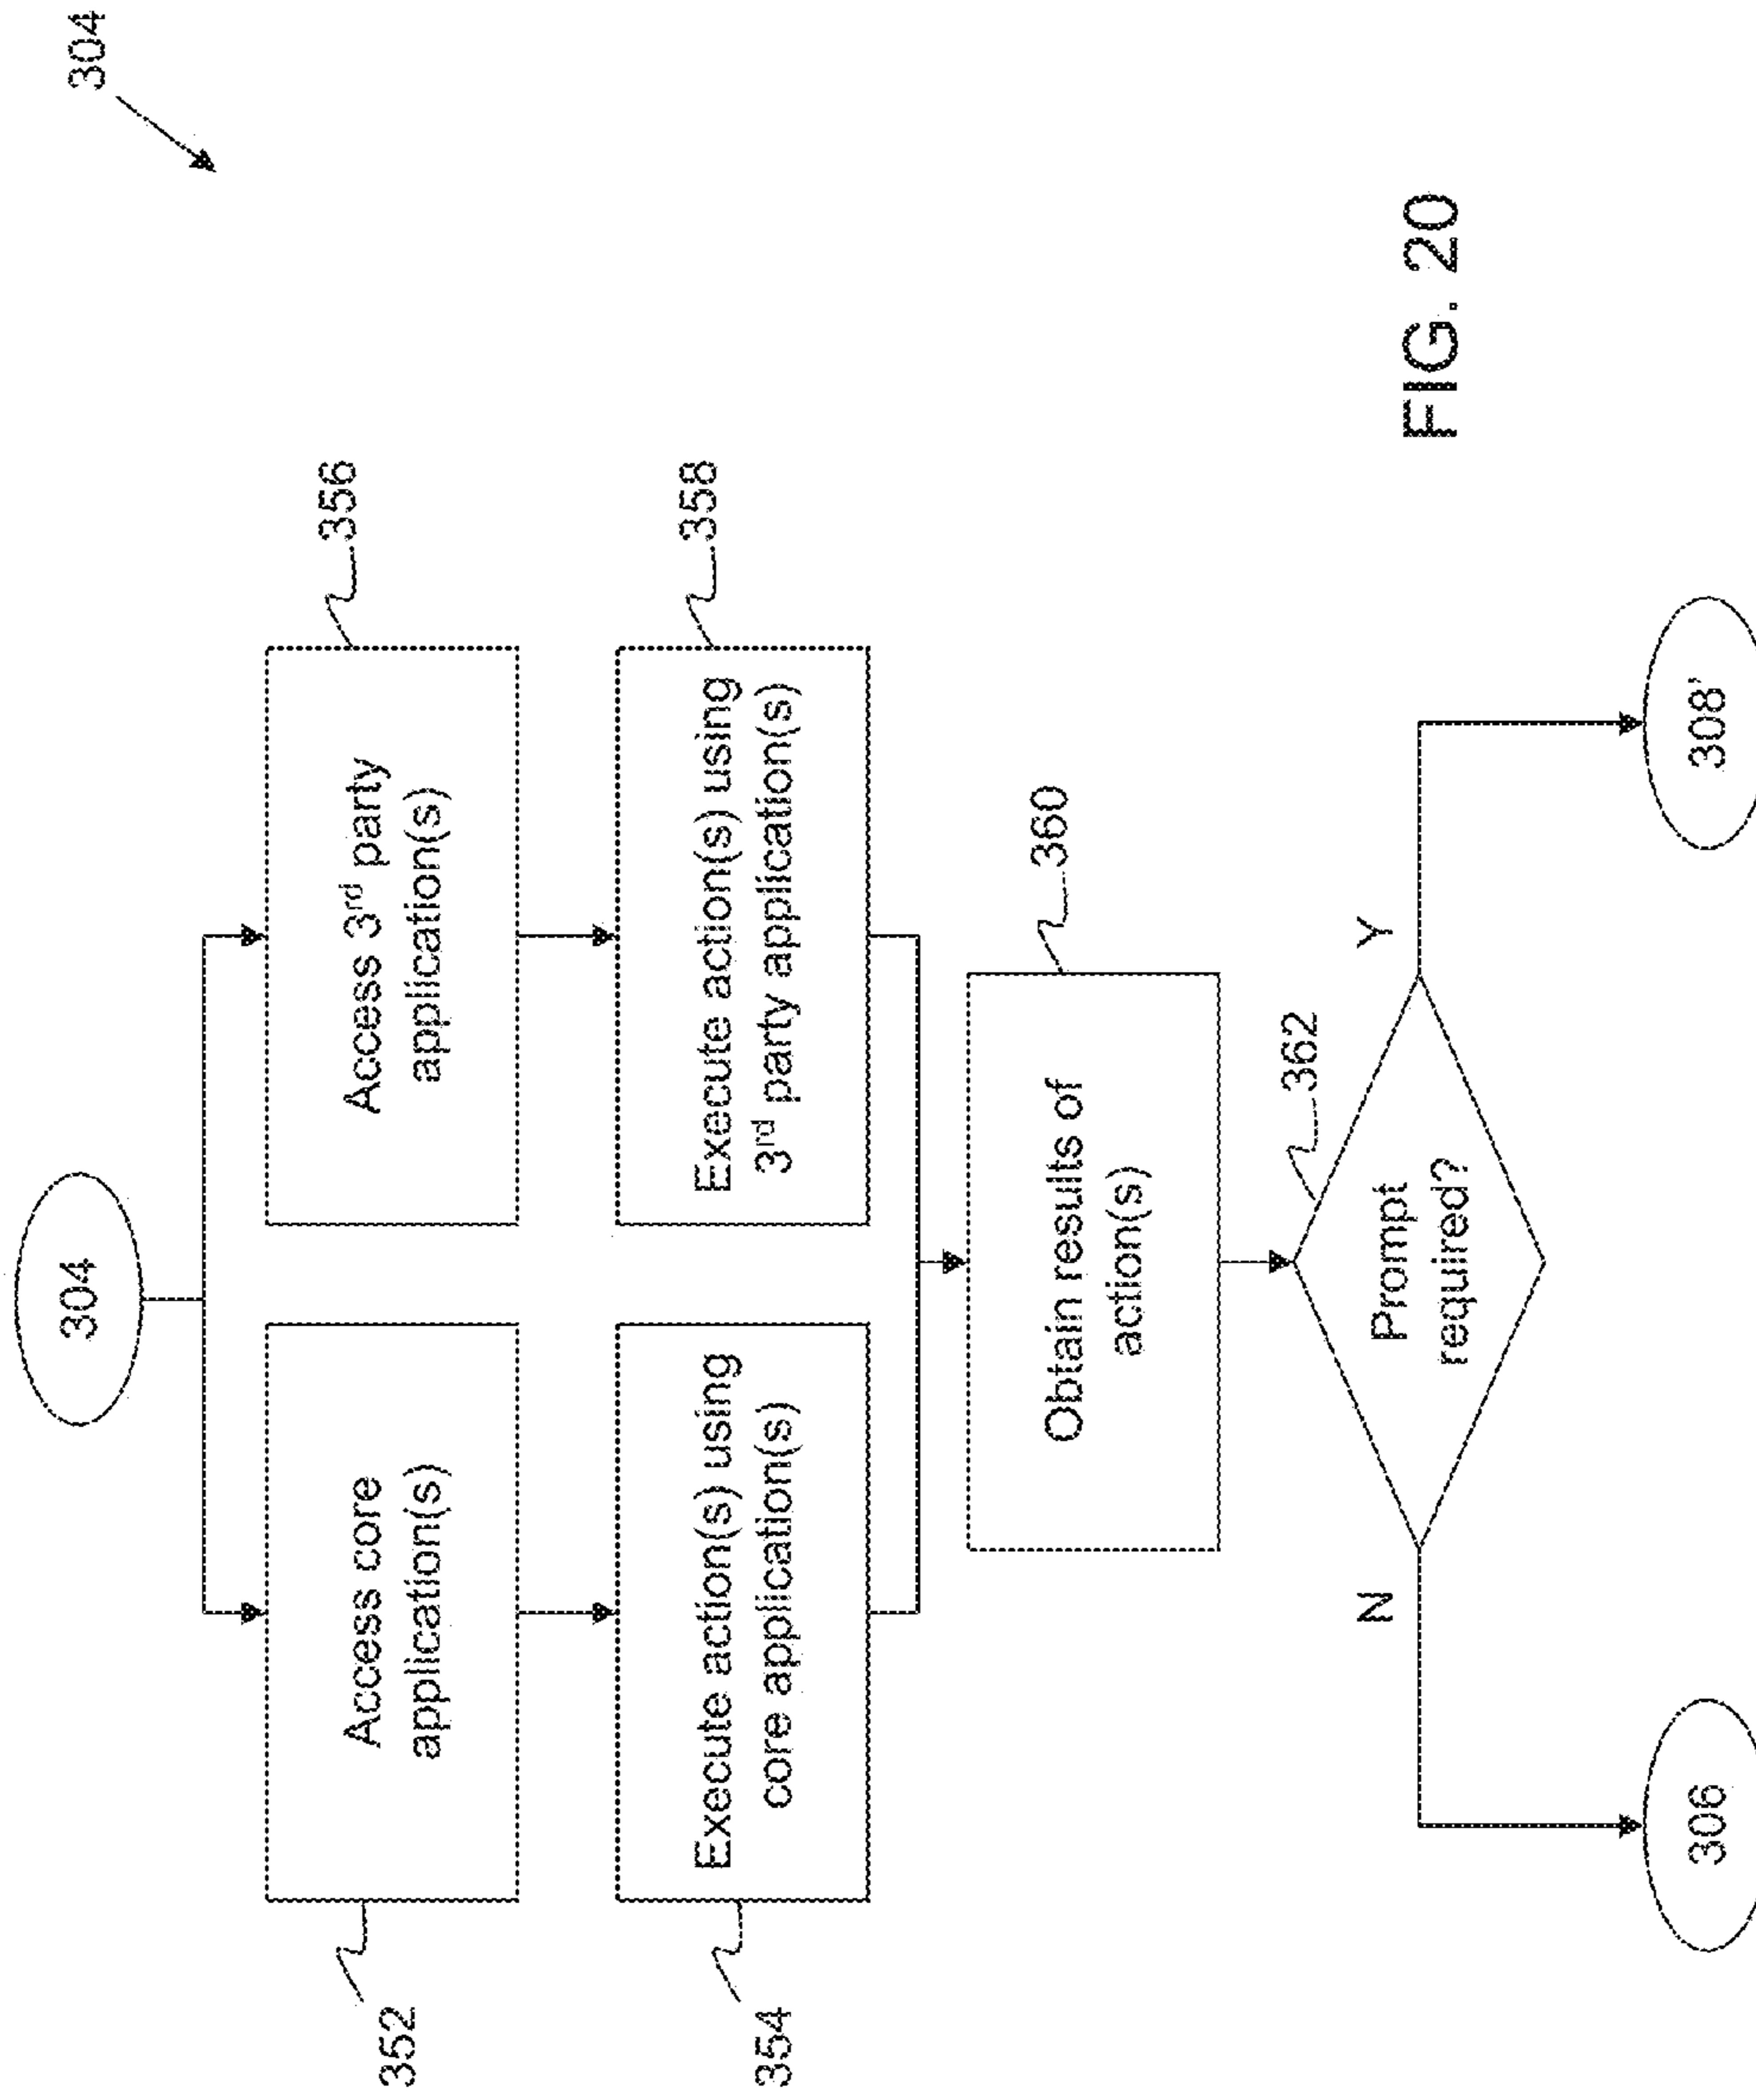 304
304
Access core
application(s)
352
Access 3rd party
application(s)
356
Execute action(s) using
core application(s)
354
Execute action(s) using
3rd party application(s)
358
Obtain results of
action(s)
360
Prompt
required?
362
N
Y
306
308'
FIG. 20